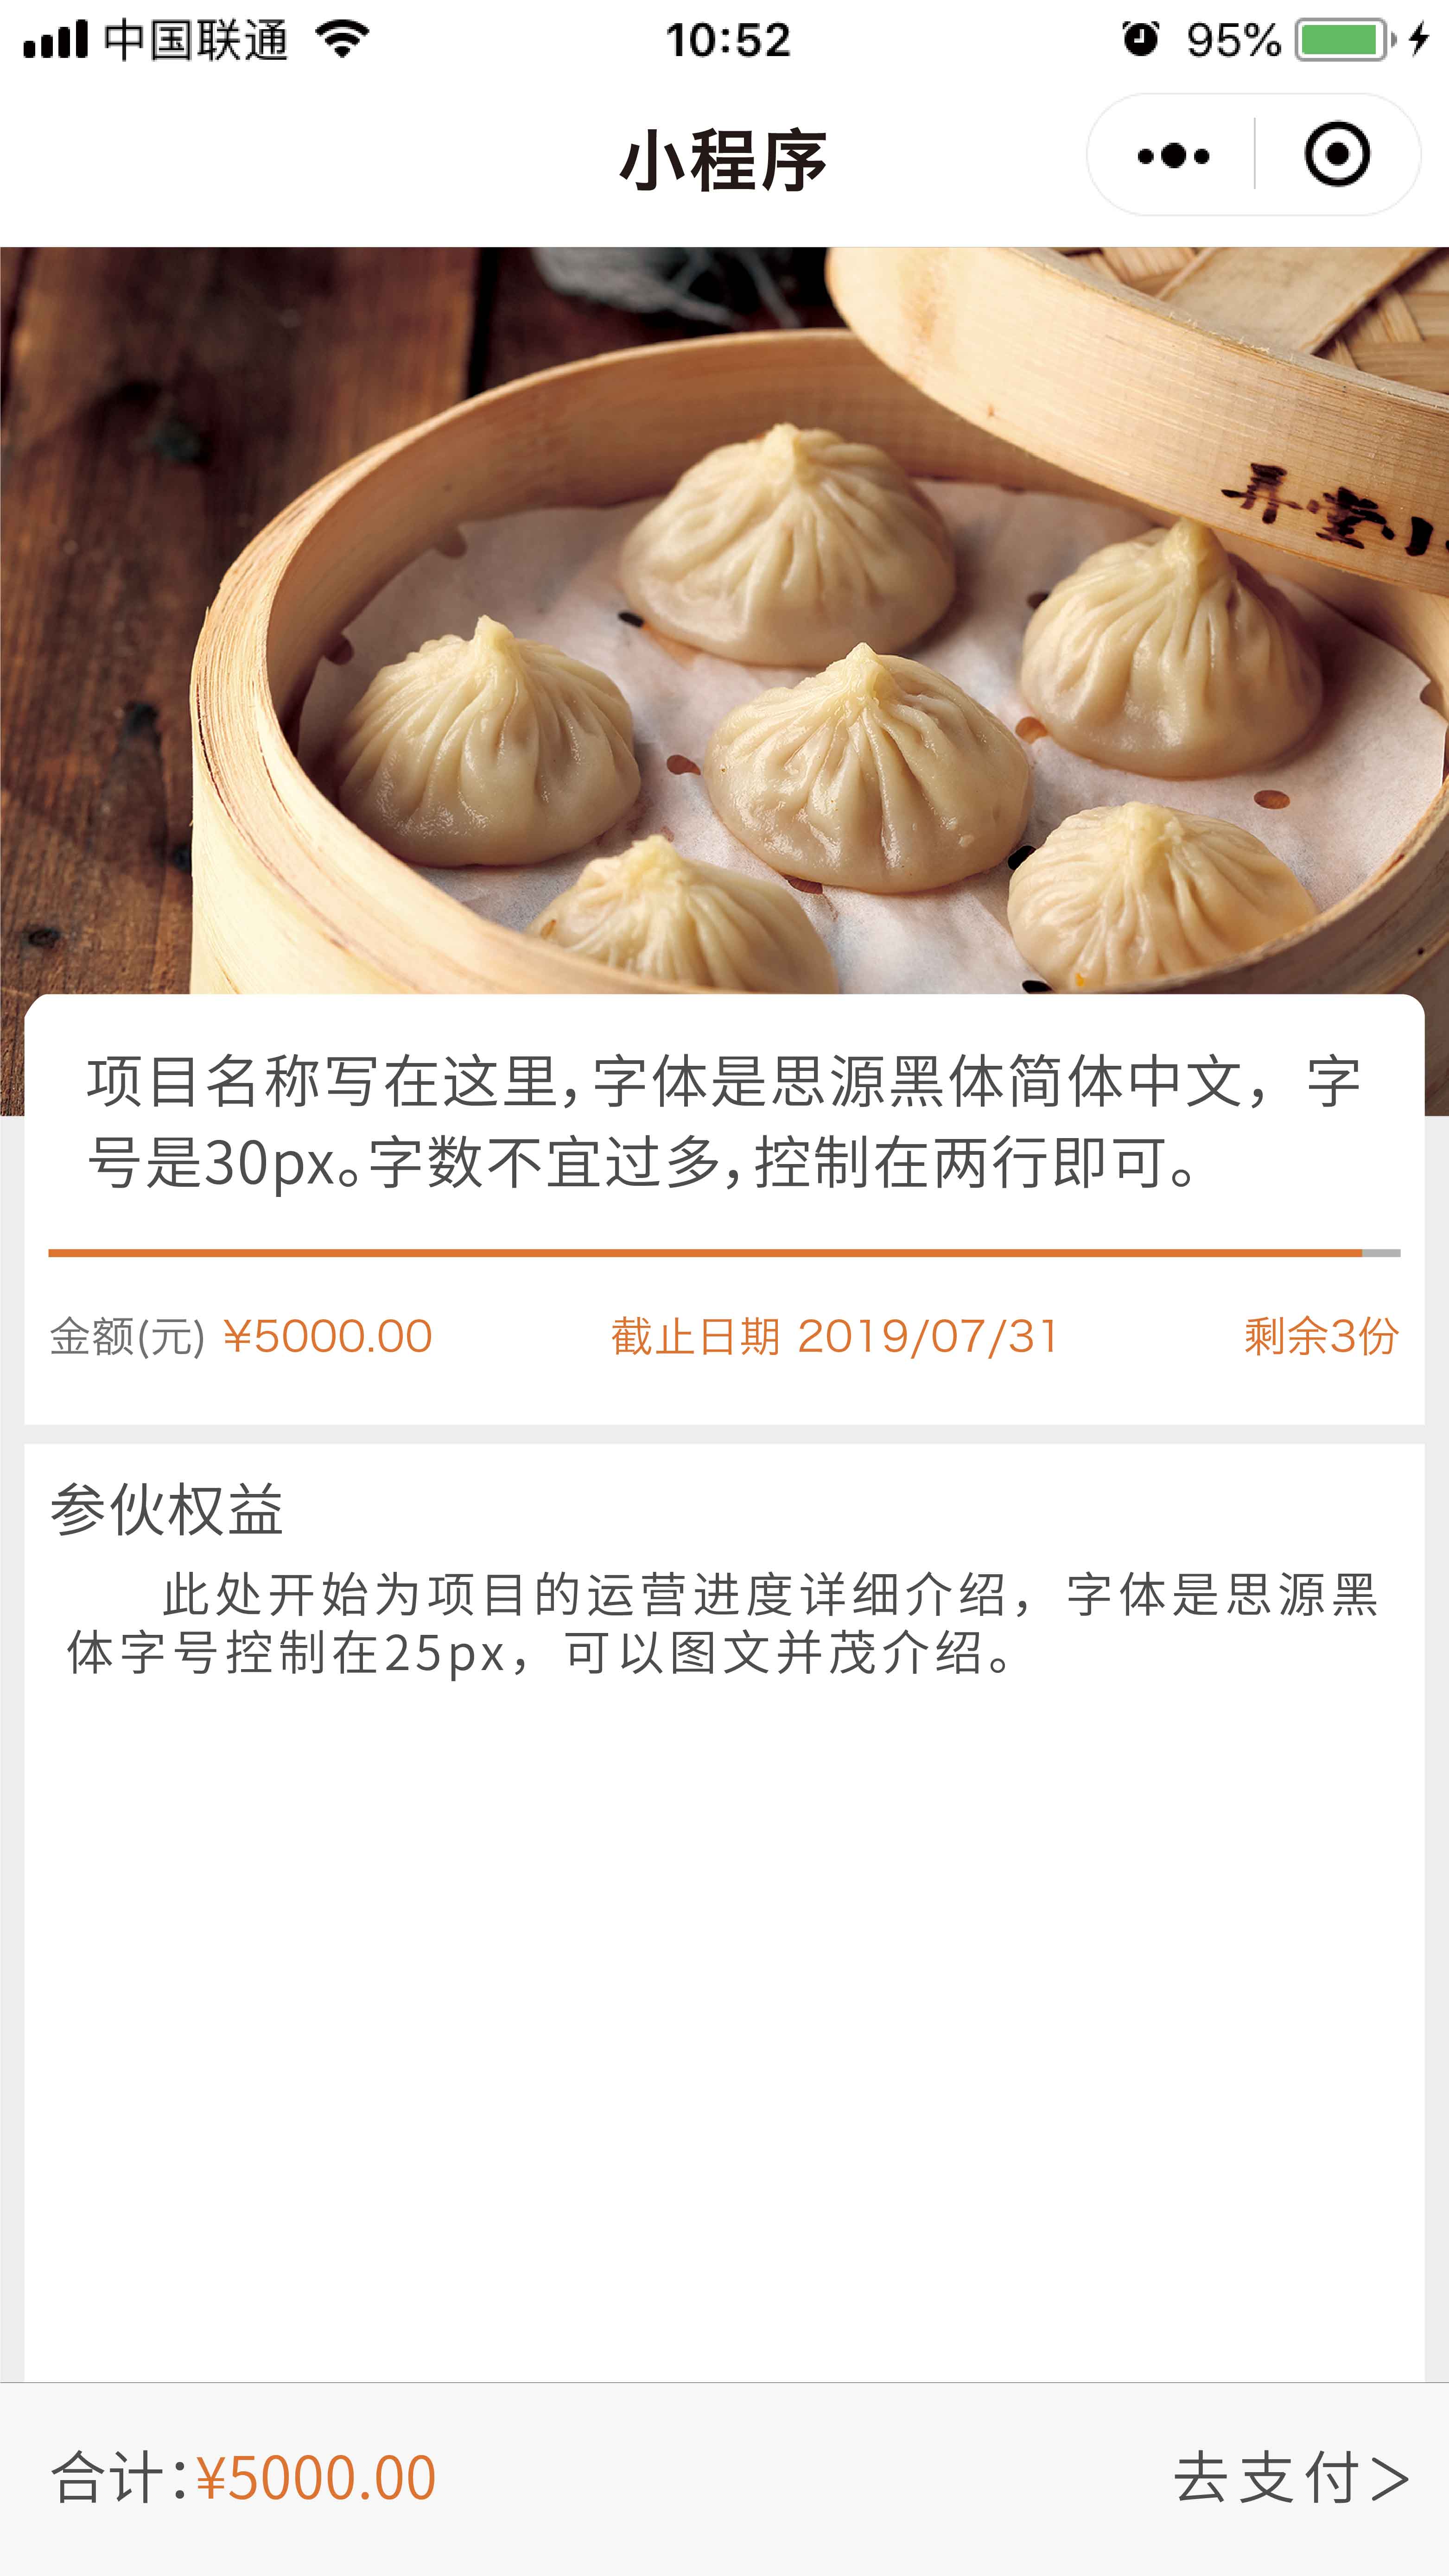 中国联通 10:52 95%
小程序
项目名称写在这里，字体是思源黑体简体中文，字
号是30px。字数不宜过多，控制在两行即可。
金额(元) ¥5000.00 截止日期 2019/07/31 剩余3份
参伙权益
此处开始为项目的运营进度详细介绍，字体是思源黑
体字号控制在25px，可以图文并茂介绍。
合计：¥5000.00 去支付>